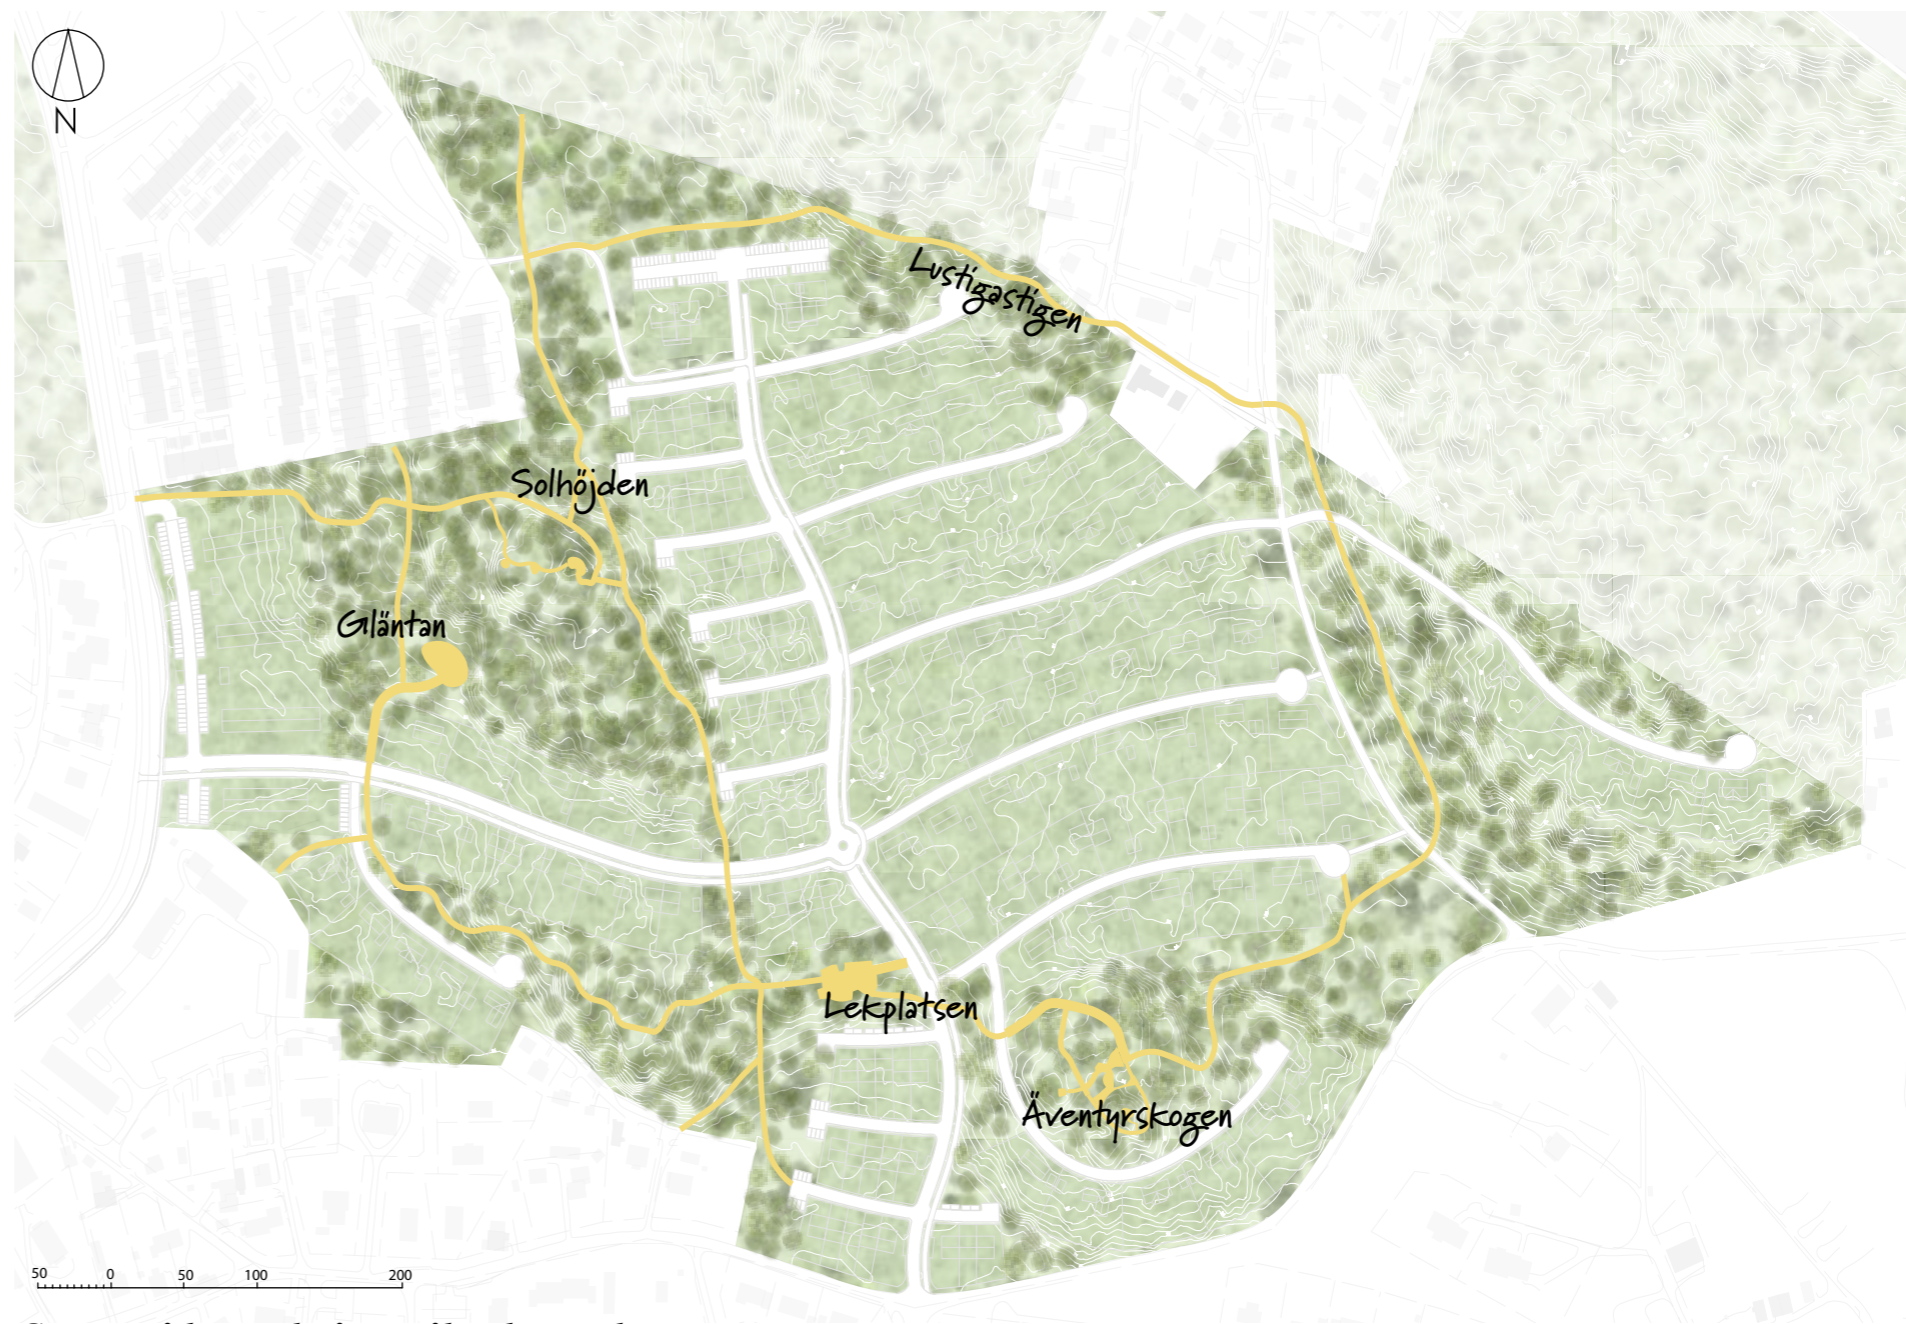 N
Lustigastigen
Solhöjden
Gläntan
Lekplatsen
Äventyrskogen
50 0 50 100 200